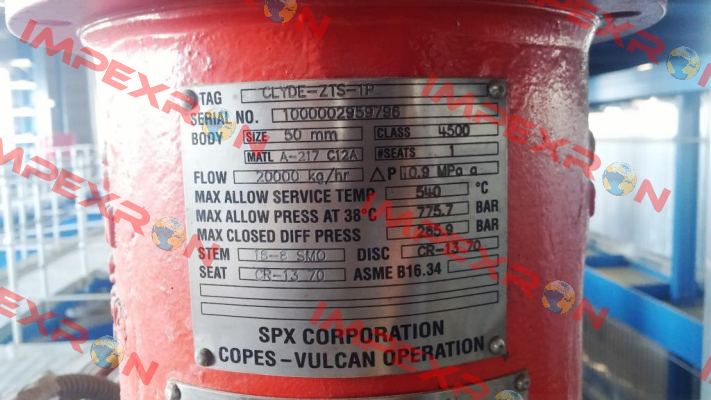 TAG CLYDE-ZTS-1P
SERIAL NO. 1000002959/96
BODY SIZE 50 mm CLASS 4500
MATL A-217 C12A #SEATS 1
FLOW 20000 kg/hr △P 10.9 MPa g
MAX ALLOW SERVICE TEMP 540 °C
MAX ALLOW PRESS AT 38°C 775.7 BAR
MAX CLOSED DIFF PRESS 285.9 BAR
STEM 18-8 SMO DISC CR-13 70
SEAT CR-13 70 ASME B16.34
SPX CORPORATION
COPES-VULCAN OPERATION
IMPEXRON
IMPEXRON
IMPEXRON
IMPEXRON
IMPEXRON
IMPEXRON